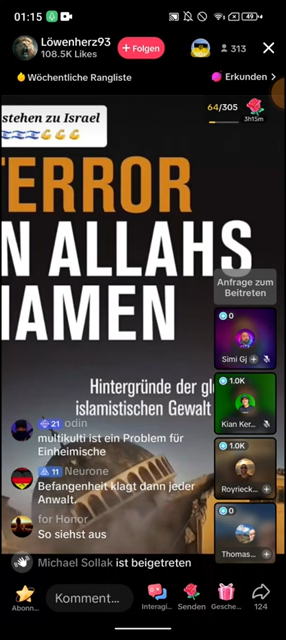 01:15
49
Löwenherz93
108.5K Likes
+ Folgen
313
Wöchentliche Rangliste
Erkunden >
stehen zu Israel
64/305
3h15m
TERROR
N ALLAHS
NAMEN
Anfrage zum
Beitreten
0
Simi Gj
Hintergründe der gl
islamistischen Gewalt
1.0K
Kian Ker...
21 odin
multikulti ist ein Problem für
Einheimische
1.0K
Royrieck...
11 Neurone
Befangenheit klagt dann jeder
Anwalt.
for Honor
So siehst aus
0
Thomas...
Michael Sollak ist beigetreten
Abonn...
Kommentar...
Interagi...
Senden
Gesche...
124